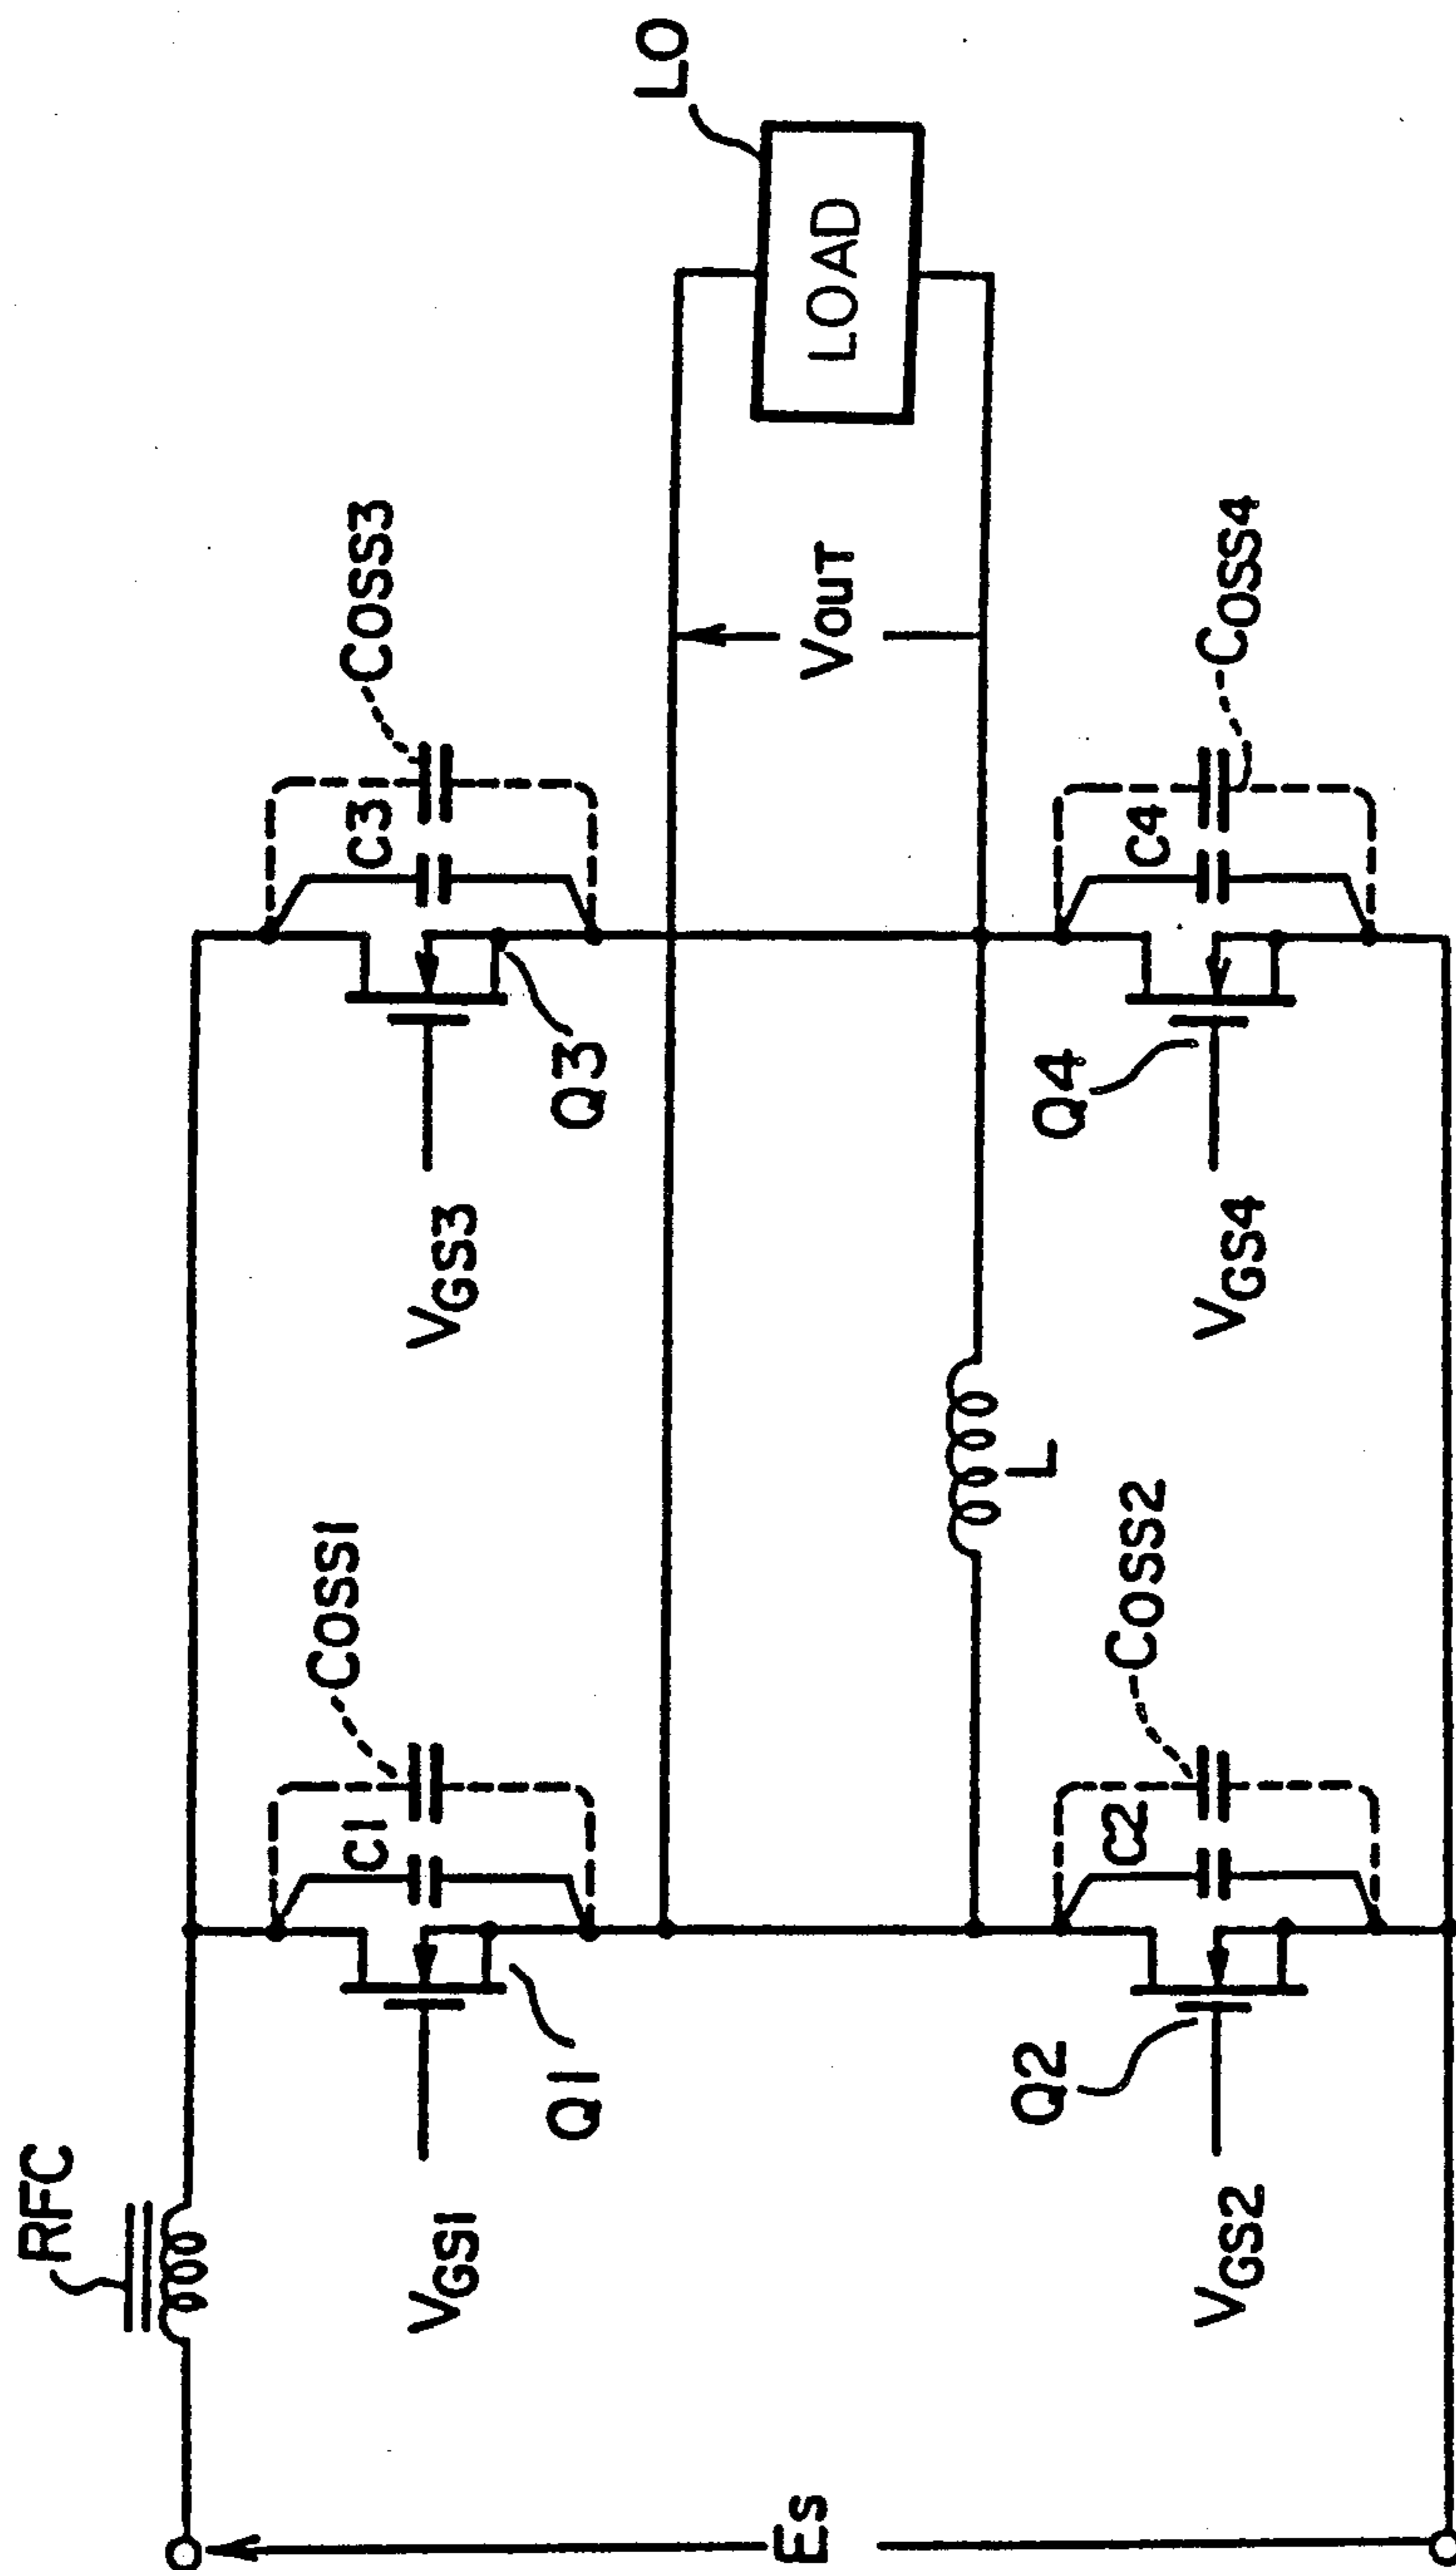 RFC
LO
COSS1
COSS3
C1
C3
VGS1
Q1
VGS3
Q3
ES
VOUT
LOAD
L
COSS2
COSS4
C2
C4
VGS2
Q2
VGS4
Q4